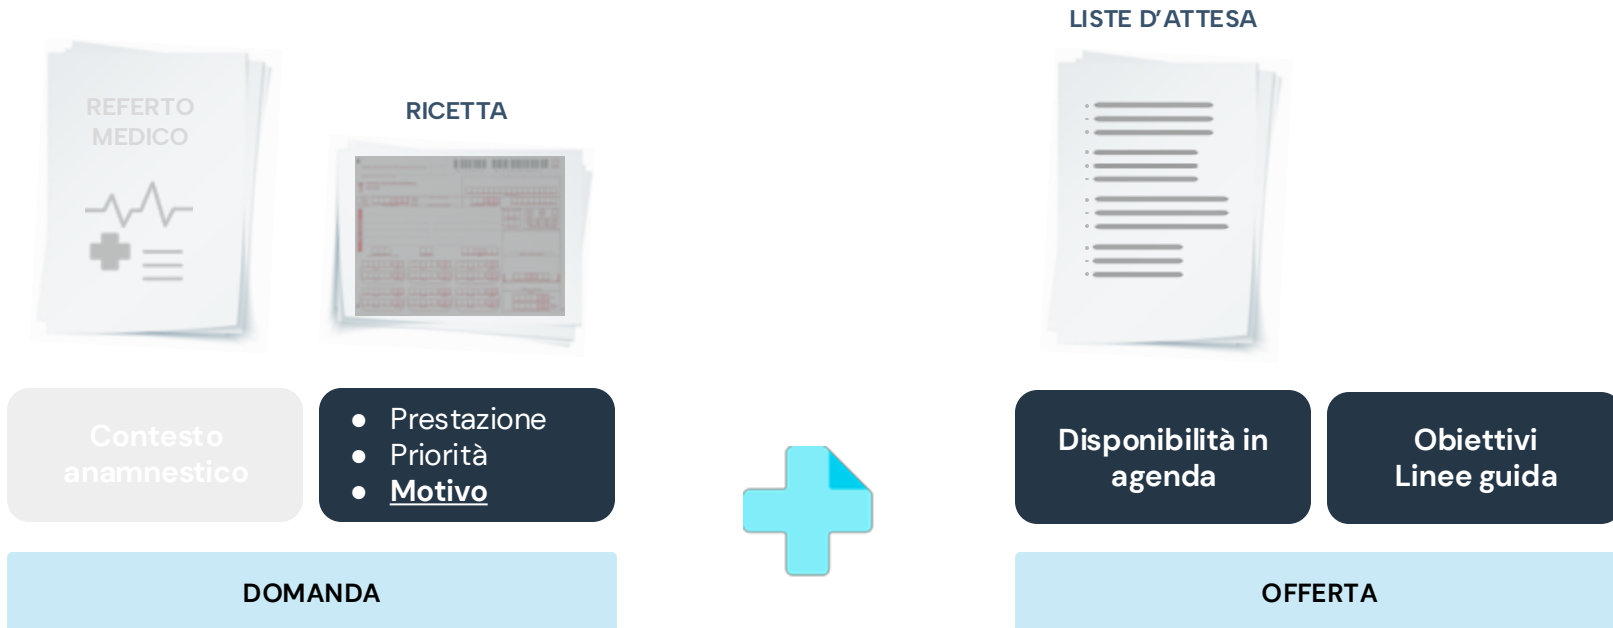 LISTE D'ATTESA
REFERTO
MEDICO
RICETTA
Contesto
anamnestico
● Prestazione
● Priorità
● Motivo
Disponibilità in
agenda
Obiettivi
Linee guida
DOMANDA
OFFERTA